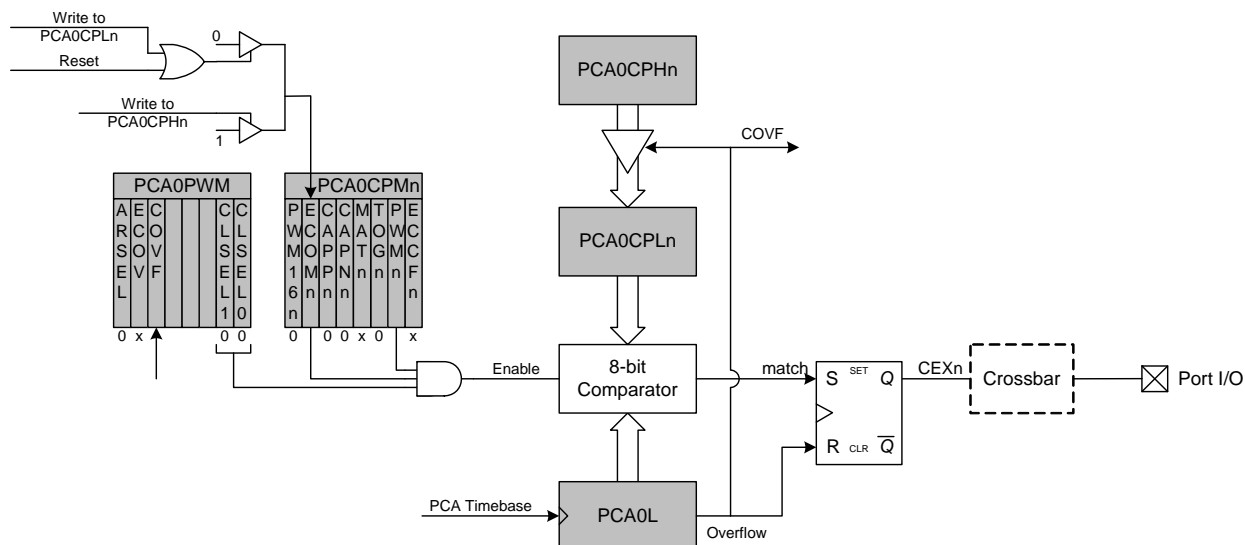 Write to
PCA0CPLn
Reset
0
Write to
PCA0CPHn
1
PCA0CPHn
COVF
PCA0PWM
ARSEL
ECOV
COVF
CLSEL1
CLSEL0
0 x 0 0
PCA0CPMn
PWM16n
ECOMn
CAPPn
CAPNn
MATn
TOGn
PWMn
ECCFn
0 0 0 x 0 x
PCA0CPLn
Enable
8-bit
Comparator
match
S SET Q
R CLR Q
CEXn
Crossbar
Port I/O
PCA Timebase
PCA0L
Overflow